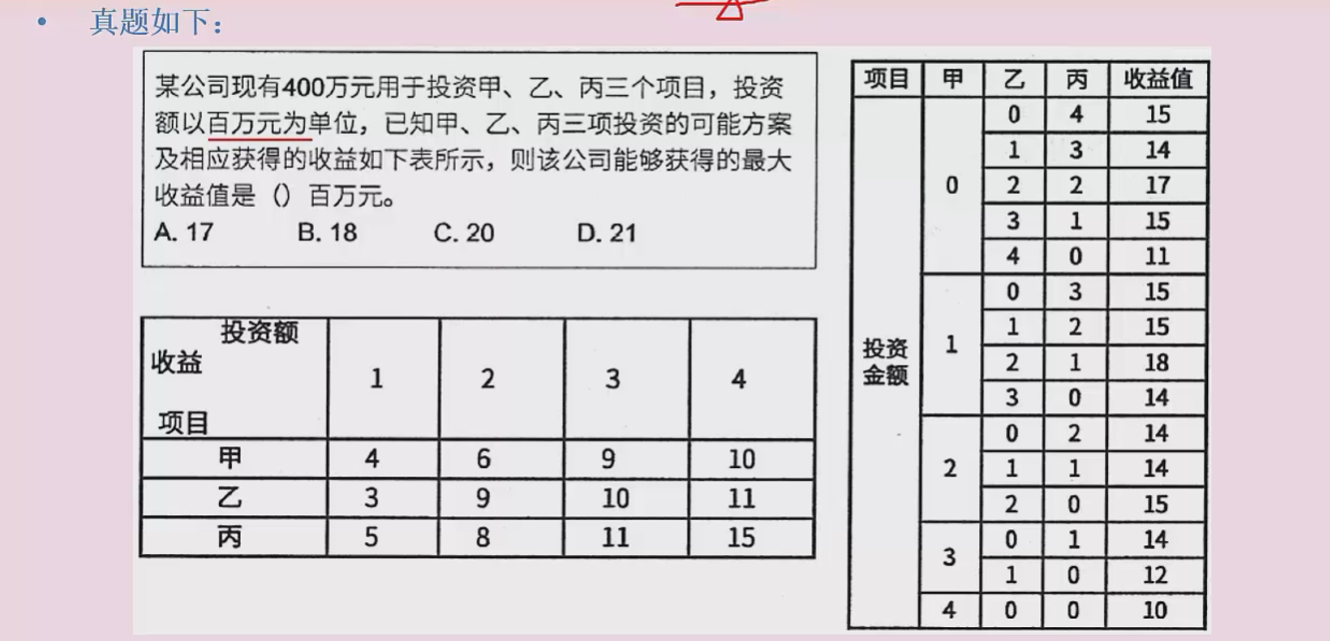 • 真题如下：
某公司现有400万元用于投资甲、乙、丙三个项目，投资
额以百万元为单位，已知甲、乙、丙三项投资的可能方案
及相应获得的收益如下表所示，则该公司能够获得的最大
收益值是（）百万元。
A. 17 B. 18 C. 20 D. 21
投资额
收益
项目
1 2 3 4
甲 4 6 9 10
乙 3 9 10 11
丙 5 8 11 15
项目 甲 乙 丙 收益值
投资
金额
0
0 4 15
1 3 14
2 2 17
3 1 15
4 0 11
1
0 3 15
1 2 15
2 1 18
3 0 14
2
0 2 14
1 1 14
2 0 15
3
0 1 14
1 0 12
4 0 0 10